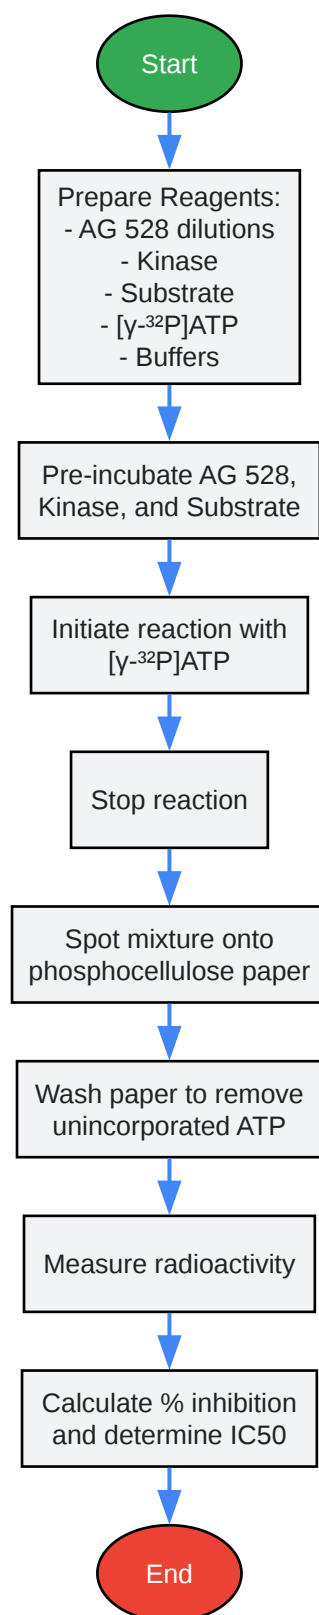 Start
Prepare Reagents:
- AG 528 dilutions
- Kinase
- Substrate
- [γ-³²P]ATP
- Buffers
Pre-incubate AG 528,
Kinase, and Substrate
Initiate reaction with
[γ-³²P]ATP
Stop reaction
Spot mixture onto
phosphocellulose paper
Wash paper to remove
unincorporated ATP
Measure radioactivity
Calculate % inhibition
and determine IC50
End